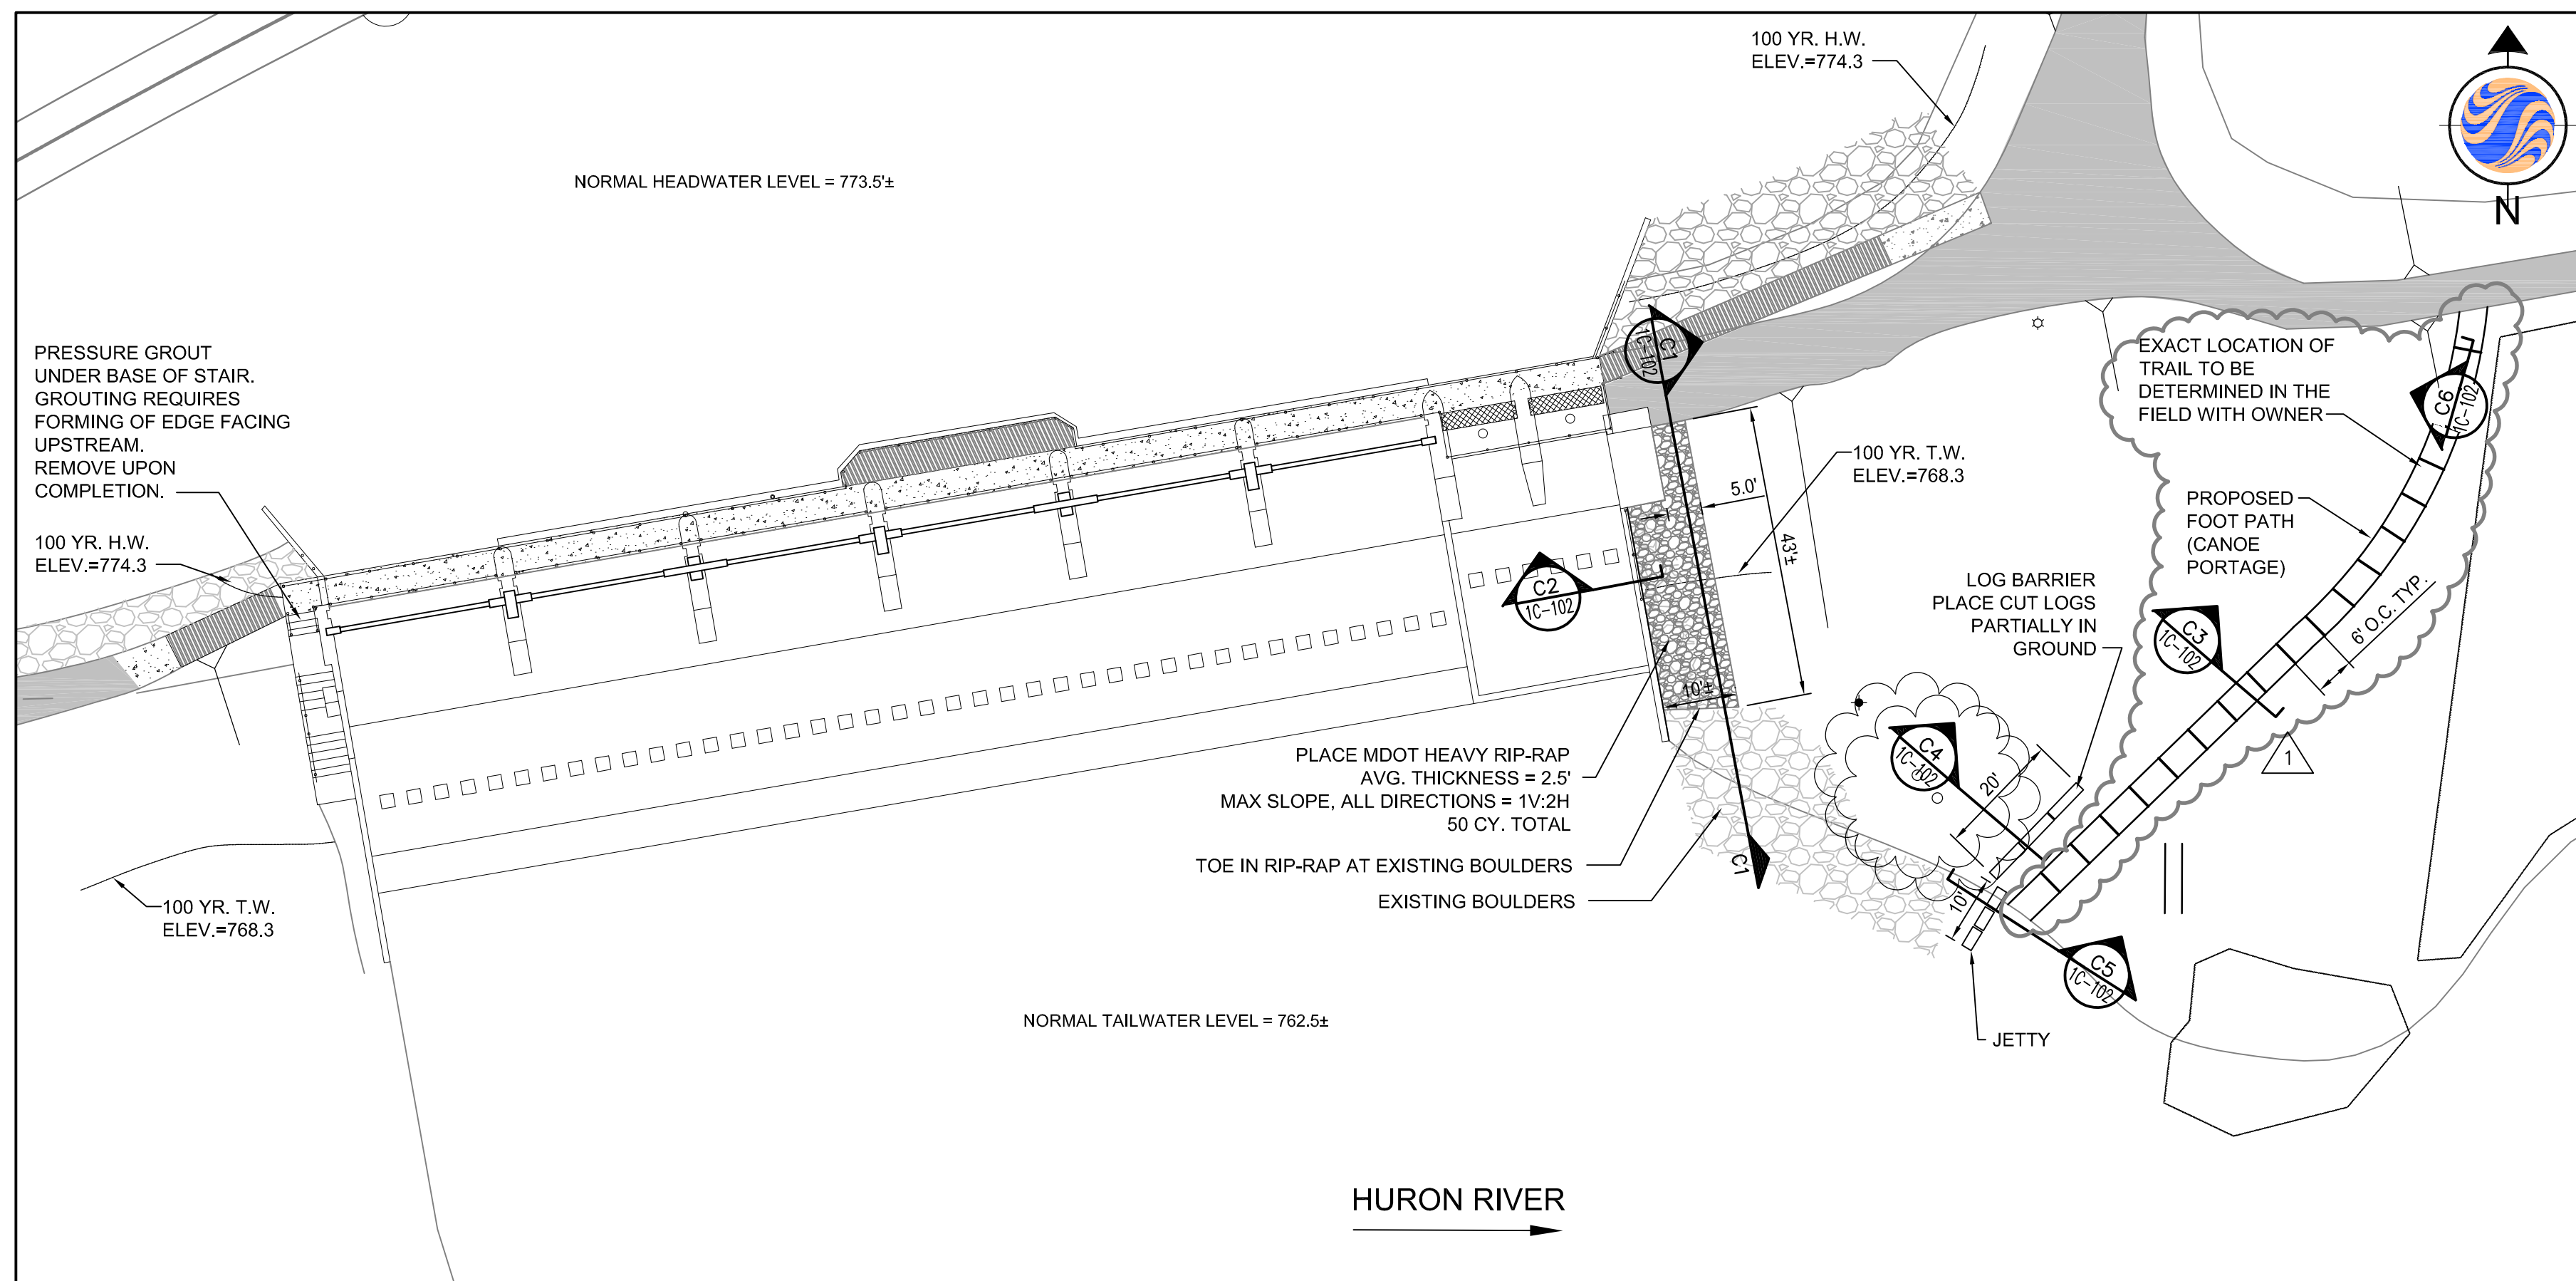 100 YR. H.W.
ELEV.=774.3
N
NORMAL HEADWATER LEVEL = 773.5'±
PRESSURE GROUT
UNDER BASE OF STAIR.
GROUTING REQUIRES
FORMING OF EDGE FACING
UPSTREAM.
REMOVE UPON
COMPLETION.
100 YR. H.W.
ELEV.=774.3
C1
1C-102
EXACT LOCATION OF
TRAIL TO BE
DETERMINED IN THE
FIELD WITH OWNER
C6
1C-102
100 YR. T.W.
ELEV.=768.3
5.0'
43'±
PROPOSED
FOOT PATH
(CANOE
PORTAGE)
C2
1C-102
LOG BARRIER
PLACE CUT LOGS
PARTIALLY IN
GROUND
C3
1C-102
6' O.C. TYP.
10'±
PLACE MDOT HEAVY RIP-RAP
AVG. THICKNESS = 2.5'
MAX SLOPE, ALL DIRECTIONS = 1V:2H
50 CY. TOTAL
C4
1C-102
20'
1
TOE IN RIP-RAP AT EXISTING BOULDERS
C1
EXISTING BOULDERS
10'
100 YR. T.W.
ELEV.=768.3
C5
1C-102
NORMAL TAILWATER LEVEL = 762.5±
JETTY
HURON RIVER